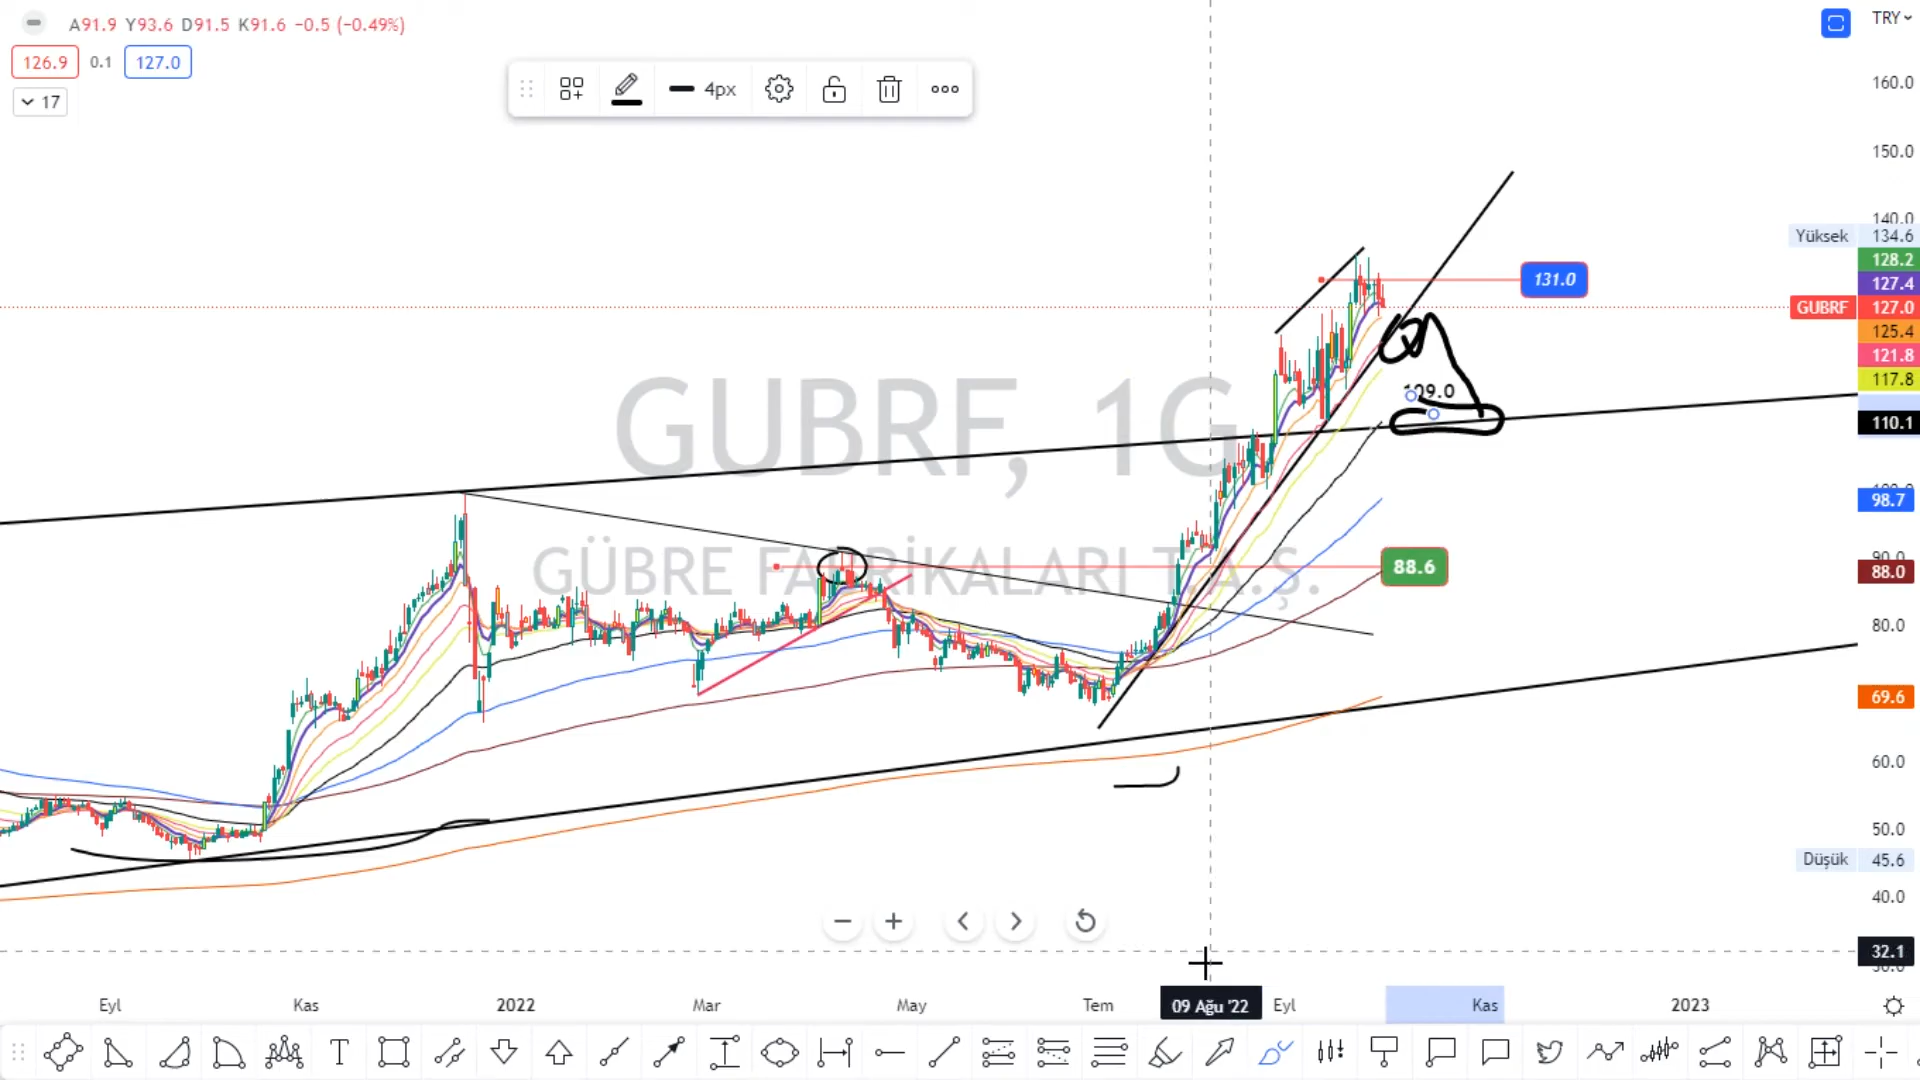 A91.9 Y93.6 D91.5 K91.6 −0.5 (−0.49%)
TRY
126.9 0.1 127.0
17
4px
160.0
150.0
140.0
Yüksek 134.6
128.2
127.4
131.0
GUBRF 127.0
125.4
121.8
117.8
110.1
GUBRF, 1G
98.7
90.0
88.6
88.0
GÜBRE FABRİKALARI T.A.Ş.
80.0
69.6
60.0
50.0
Düşük 45.6
40.0
32.1
Eyl Kas 2022 Mar May Tem 09 Ağu '22 Eyl Kas 2023
T